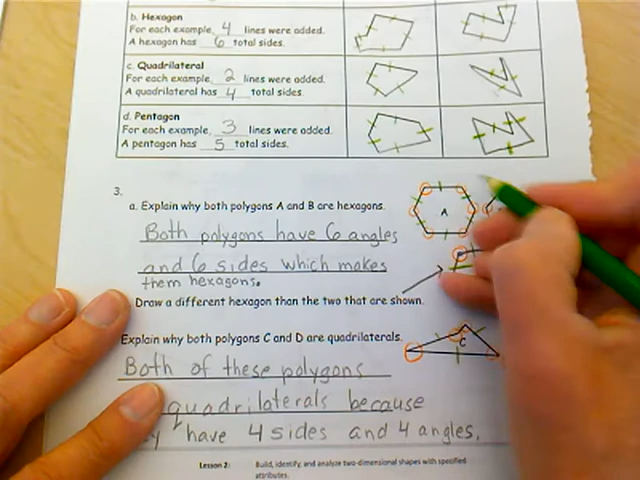 b. Hexagon
For each example, 4 lines were added.
A hexagon has 6 total sides.
c. Quadrilateral
For each example, 2 lines were added.
A quadrilateral has 4 total sides.
d. Pentagon
For each example, 3 lines were added.
A pentagon has 5 total sides.
3.
a. Explain why both polygons A and B are hexagons.
A
Both polygons have 6 angles
and 6 sides which makes
them hexagons.
Draw a different hexagon than the two that are shown.
Explain why both polygons C and D are quadrilaterals.
C
Both of these polygons
quadrilaterals because
y have 4 sides and 4 angles.
Lesson 2: Build, identify, and analyze two-dimensional shapes with specified
attributes.